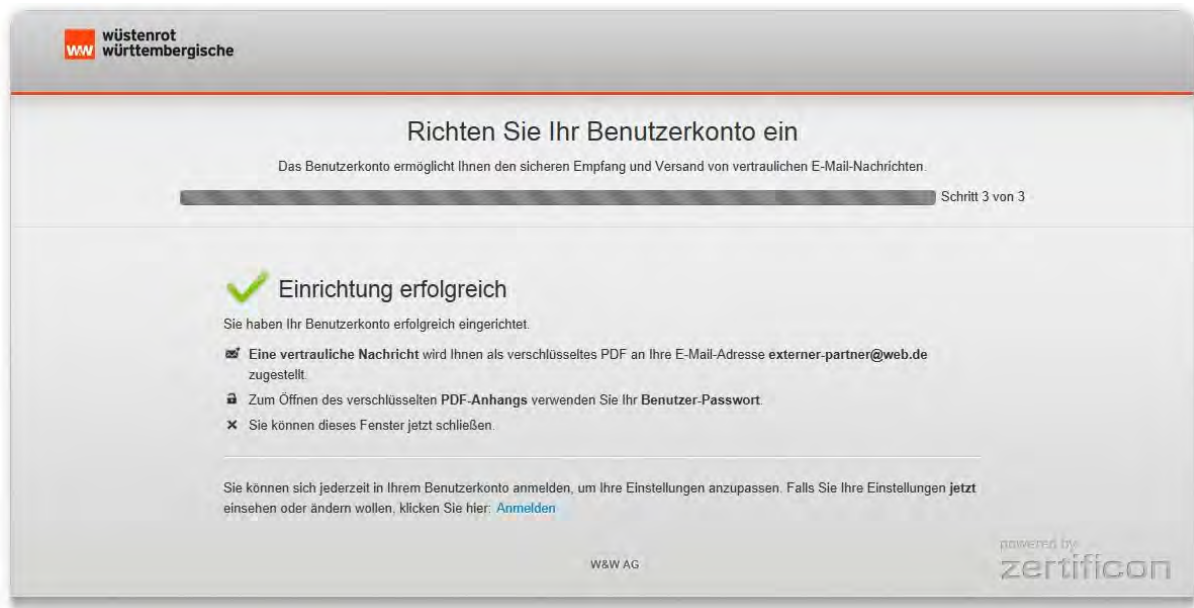 wüstenrot
württembergische
ww
Richten Sie Ihr Benutzerkonto ein
Das Benutzerkonto ermöglicht Ihnen den sicheren Empfang und Versand von vertraulichen E-Mail-Nachrichten.
Schritt 3 von 3
Einrichtung erfolgreich
Sie haben Ihr Benutzerkonto erfolgreich eingerichtet.
Eine vertrauliche Nachricht wird Ihnen als verschlüsseltes PDF an Ihre E-Mail-Adresse externer-partner@web.de
zugestellt.
Zum Öffnen des verschlüsselten PDF-Anhangs verwenden Sie Ihr Benutzer-Passwort.
Sie können dieses Fenster jetzt schließen.
Sie können sich jederzeit in Ihrem Benutzerkonto anmelden, um Ihre Einstellungen anzupassen. Falls Sie Ihre Einstellungen jetzt
einsehen oder ändern wollen, klicken Sie hier: Anmelden
W&W AG
powered by
zertificon